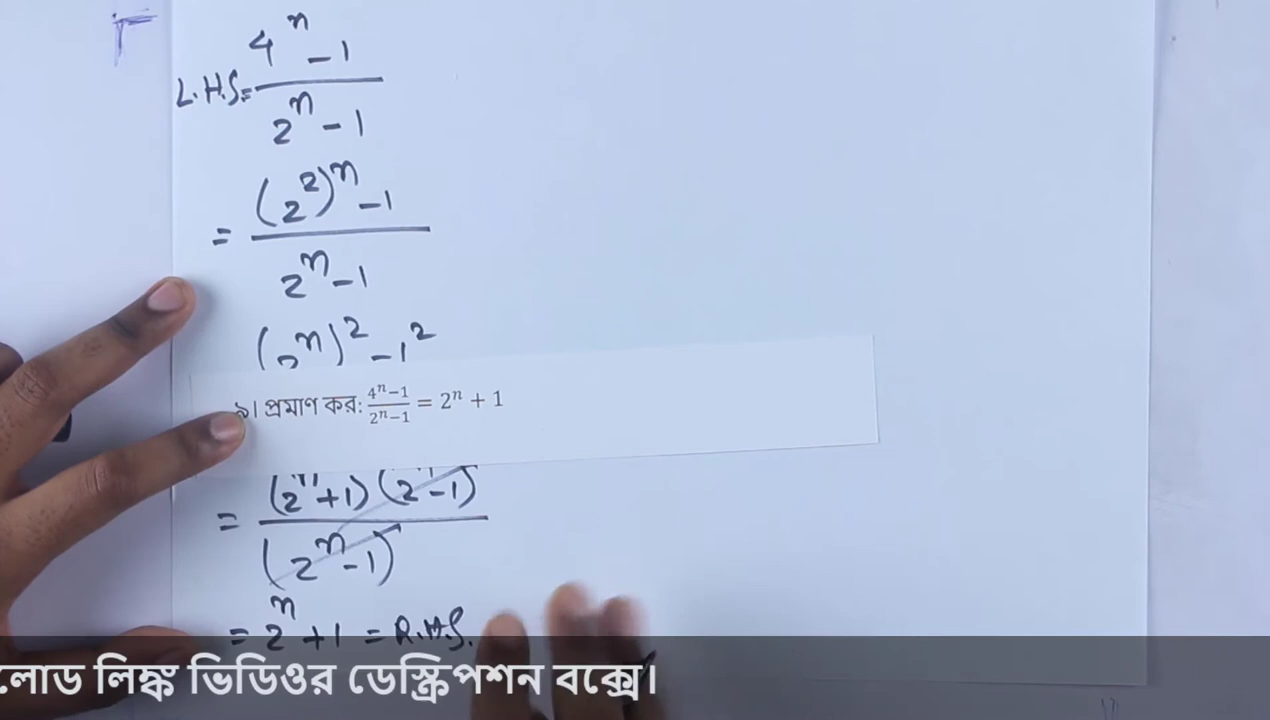 L.H.S = (4^n - 1) / (2^n - 1)
= ((2^2)^n - 1) / (2^n - 1)
(2^n)^2 - 1^2
৯। প্রমাণ কর: (4^n−1)/(2^n−1) = 2^n + 1
= ((2^n + 1)(2^n - 1)) / (2^n - 1)
= 2^n + 1 = R.H.S.
লোড লিঙ্ক ভিডিওর ডেস্ক্রিপশন বক্সে।